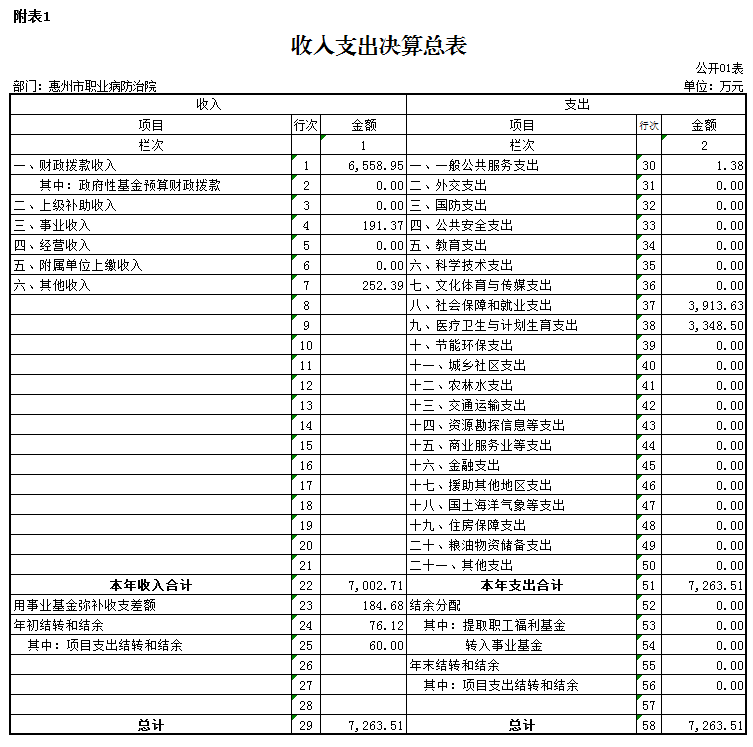 附表1
收入支出决算总表
公开01表
部门：惠州市职业病防治院 单位：万元
收入 支出
项目 行次 金额 项目 行次 金额
栏次 1 栏次 2
一、财政拨款收入 1 6,558.95 一、一般公共服务支出 30 1.38
其中：政府性基金预算财政拨款 2 0.00 二、外交支出 31 0.00
二、上级补助收入 3 0.00 三、国防支出 32 0.00
三、事业收入 4 191.37 四、公共安全支出 33 0.00
四、经营收入 5 0.00 五、教育支出 34 0.00
五、附属单位上缴收入 6 0.00 六、科学技术支出 35 0.00
六、其他收入 7 252.39 七、文化体育与传媒支出 36 0.00
8 八、社会保障和就业支出 37 3,913.63
9 九、医疗卫生与计划生育支出 38 3,348.50
10 十、节能环保支出 39 0.00
11 十一、城乡社区支出 40 0.00
12 十二、农林水支出 41 0.00
13 十三、交通运输支出 42 0.00
14 十四、资源勘探信息等支出 43 0.00
15 十五、商业服务业等支出 44 0.00
16 十六、金融支出 45 0.00
17 十七、援助其他地区支出 46 0.00
18 十八、国土海洋气象等支出 47 0.00
19 十九、住房保障支出 48 0.00
20 二十、粮油物资储备支出 49 0.00
21 二十一、其他支出 50 0.00
本年收入合计 22 7,002.71 本年支出合计 51 7,263.51
用事业基金弥补收支差额 23 184.68 结余分配 52 0.00
年初结转和结余 24 76.12 其中：提取职工福利基金 53 0.00
其中：项目支出结转和结余 25 60.00 转入事业基金 54 0.00
26 年末结转和结余 55 0.00
27 其中：项目支出结转和结余 56 0.00
28 57
总计 29 7,263.51 总计 58 7,263.51